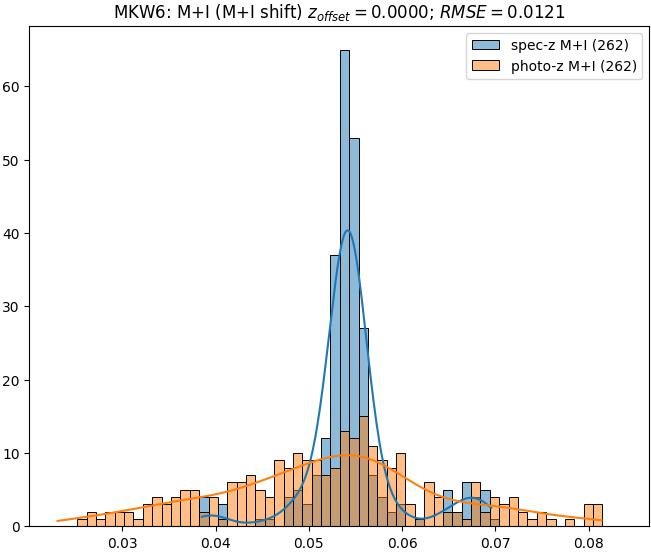 MKW6: M+I (M+I shift) z_offset = 0.0000; RMSE = 0.0121
spec-z M+I (262)
photo-z M+I (262)
60
50
40
30
20
10
0
0.03 0.04 0.05 0.06 0.07 0.08